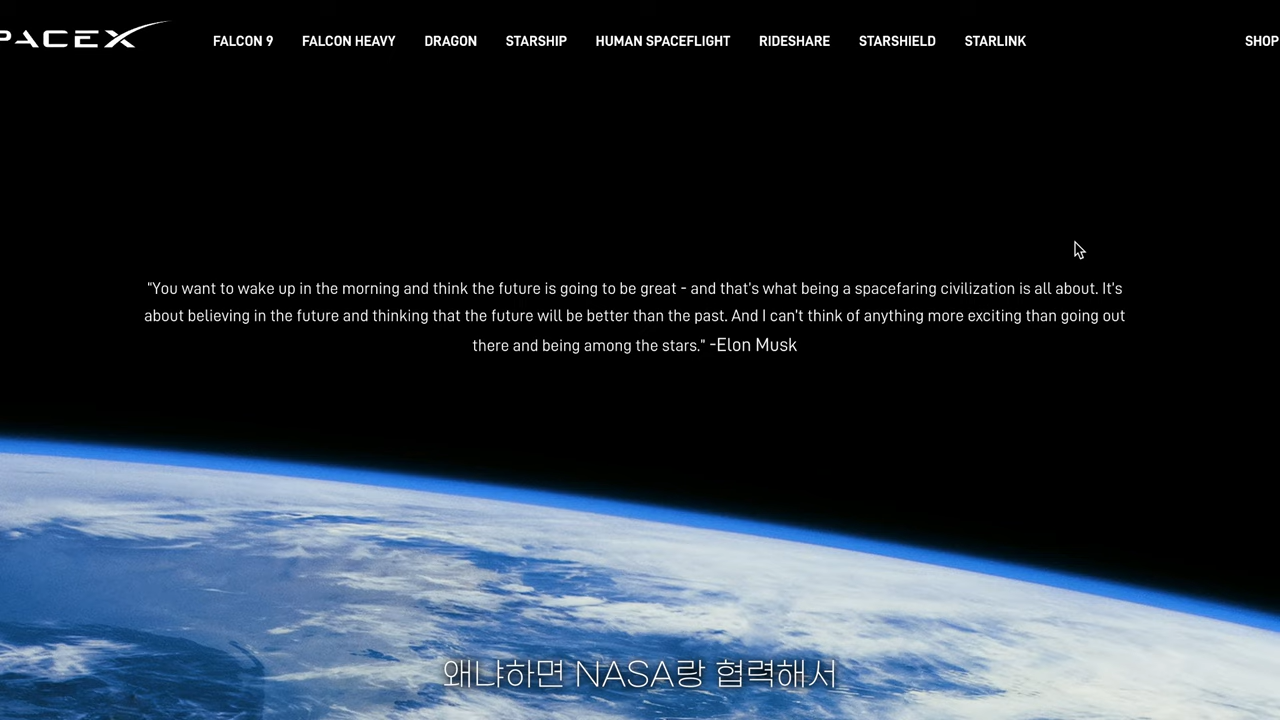 PACEX
FALCON 9 FALCON HEAVY DRAGON STARSHIP HUMAN SPACEFLIGHT RIDESHARE STARSHIELD STARLINK SHOP
"You want to wake up in the morning and think the future is going to be great - and that's what being a spacefaring civilization is all about. It's
about believing in the future and thinking that the future will be better than the past. And I can't think of anything more exciting than going out
there and being among the stars." -Elon Musk
왜냐하면 NASA랑 협력해서